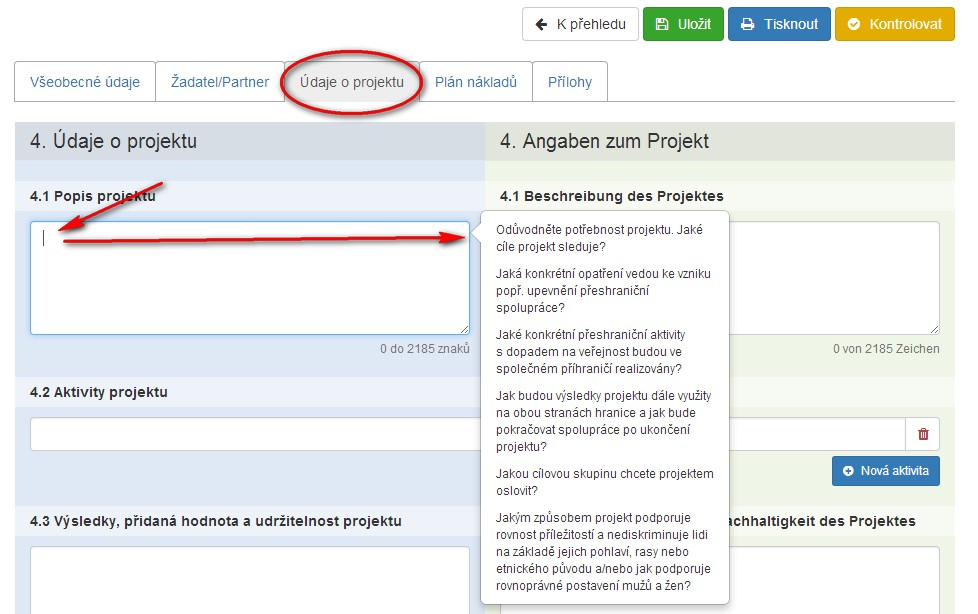 K přehledu
Uložit
Tisknout
Kontrolovat
Všeobecné údaje
Žadatel/Partner
Údaje o projektu
Plán nákladů
Přílohy
4. Údaje o projektu
4. Angaben zum Projekt
4.1 Popis projektu
4.1 Beschreibung des Projektes
Odůvodněte potřebnost projektu. Jaké
cíle projekt sleduje?
Jaká konkrétní opatření vedou ke vzniku
popř. upevnění přeshraniční
spolupráce?
Jaké konkrétní přeshraniční aktivity
s dopadem na veřejnost budou ve
společném příhraničí realizovány?
Jak budou výsledky projektu dále využity
na obou stranách hranice a jak bude
pokračovat spolupráce po ukončení
projektu?
Jakou cílovou skupinu chcete projektem
oslovit?
Jakým způsobem projekt podporuje
rovnost příležitostí a nediskriminuje lidi
na základě jejich pohlaví, rasy nebo
etnického původu a/nebo jak podporuje
rovnoprávné postavení mužů a žen?
0 do 2185 znaků
0 von 2185 Zeichen
4.2 Aktivity projektu
Nová aktivita
4.3 Výsledky, přidaná hodnota a udržitelnost projektu
achhaltigkeit des Projektes